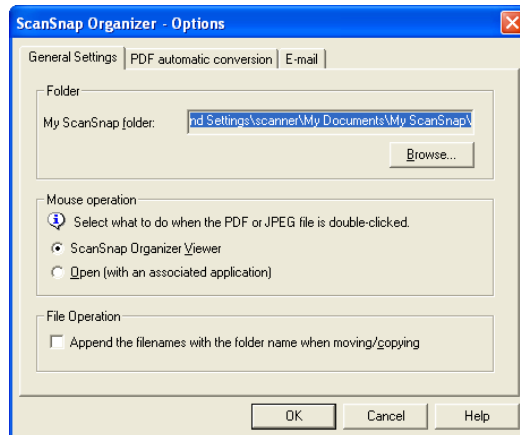 ScanSnap Organizer - Options
General Settings
PDF automatic conversion
E-mail
Folder
My ScanSnap folder:
nd Settings\scanner\My Documents\My ScanSnap\
Browse...
Mouse operation
Select what to do when the PDF or JPEG file is double-clicked.
ScanSnap Organizer Viewer
Open (with an associated application)
File Operation
Append the filenames with the folder name when moving/copying
OK
Cancel
Help